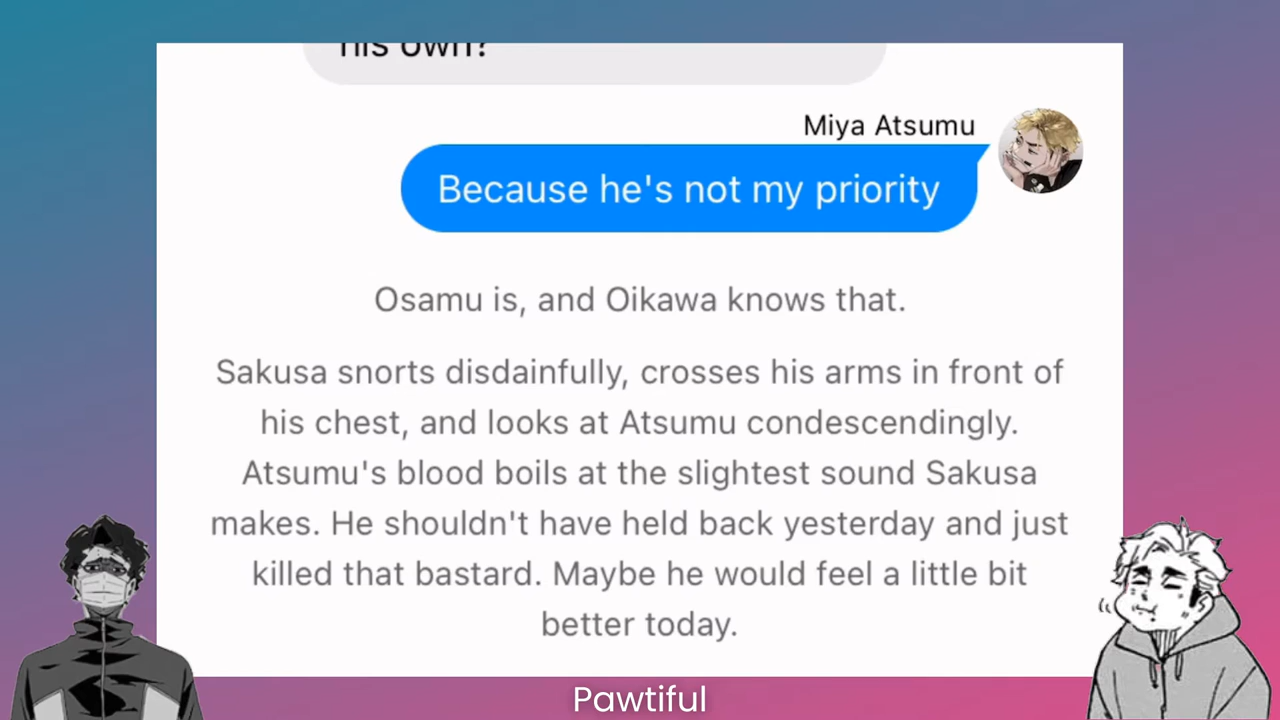 his own?
Miya Atsumu
Because he's not my priority
Osamu is, and Oikawa knows that.
Sakusa snorts disdainfully, crosses his arms in front of
his chest, and looks at Atsumu condescendingly.
Atsumu's blood boils at the slightest sound Sakusa
makes. He shouldn't have held back yesterday and just
killed that bastard. Maybe he would feel a little bit
better today.
Pawtiful